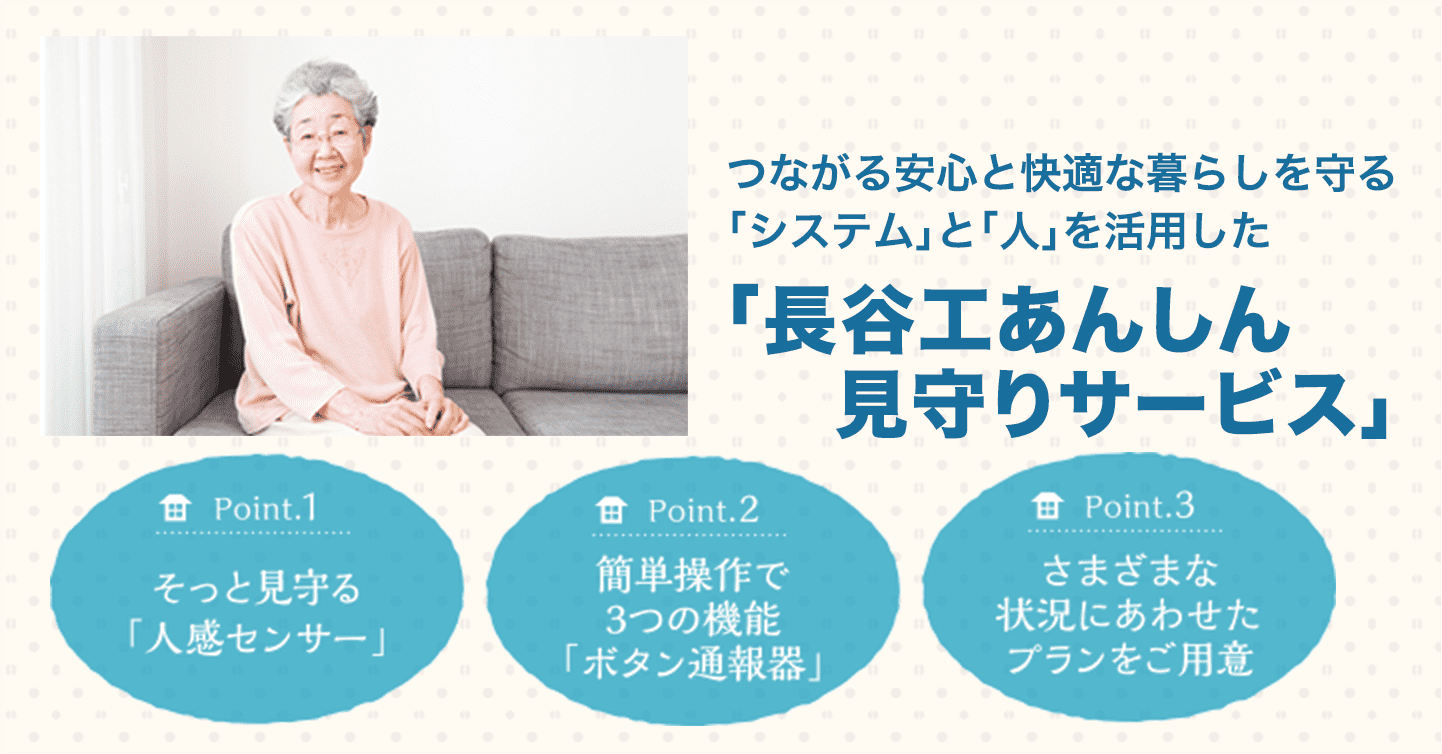 つながる安心と快適な暮らしを守る
「システム」と「人」を活用した
「長谷工あんしん
見守りサービス」
Point.1
そっと見守る
「人感センサー」
Point.2
簡単操作で
3つの機能
「ボタン通報器」
Point.3
さまざまな
状況にあわせた
プランをご用意